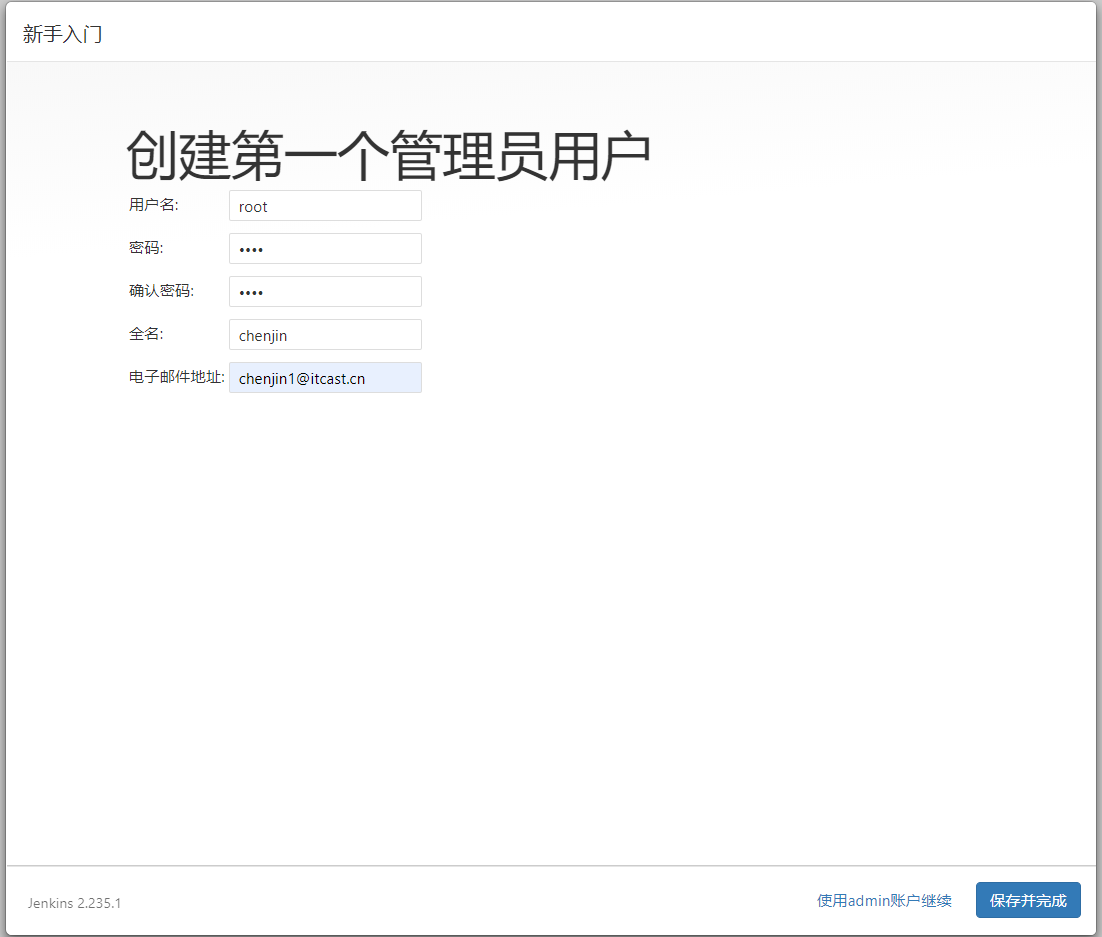 新手入门
创建第一个管理员用户
用户名: root
密码: ••••
确认密码: ••••
全名: chenjin
电子邮件地址: chenjin1@itcast.cn
Jenkins 2.235.1 使用admin账户继续 保存并完成